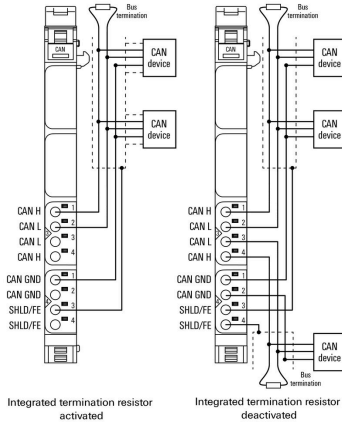 Bus
termination
CAN
CAN
device
CAN
device
CAN H
CAN L
CAN L
CAN H
1
2
3
4
CAN GND
CAN GND
SHLD/FE
SHLD/FE
1
2
3
4
Integrated termination resistor
activated
Bus
termination
CAN
CAN
device
CAN
device
CAN H
CAN L
CAN L
CAN H
1
2
3
4
CAN GND
CAN GND
SHLD/FE
SHLD/FE
1
2
3
4
CAN
device
Bus
termination
Integrated termination resistor
deactivated